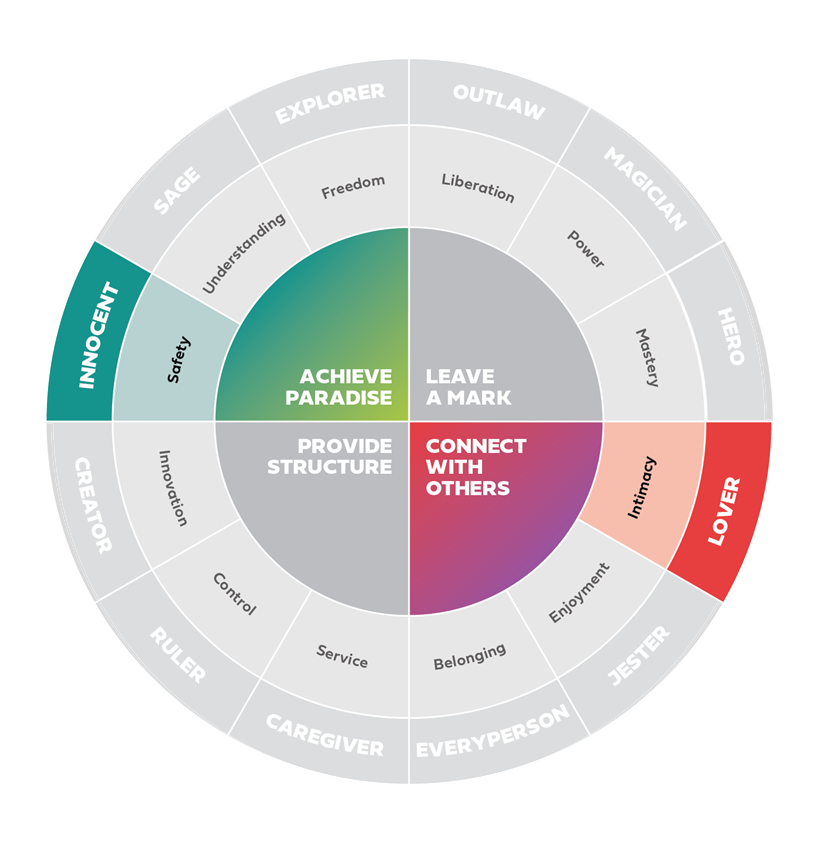 EXPLORER
OUTLAW
SAGE
MAGICIAN
Freedom
Liberation
Understanding
Power
INNOCENT
HERO
Safety
Mastery
ACHIEVE
PARADISE
LEAVE
A MARK
PROVIDE
STRUCTURE
CONNECT
WITH
OTHERS
CREATOR
Innovation
Intimacy
LOVER
Control
Enjoyment
Service
Belonging
RULER
JESTER
CAREGIVER
EVERYPERSON